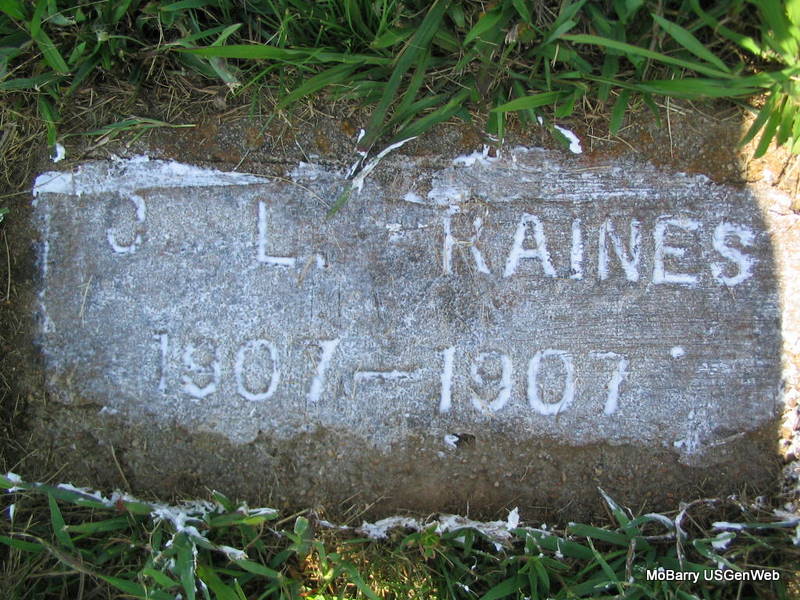 C L. RAINES
1907 – 1907
MoBarry USGenWeb